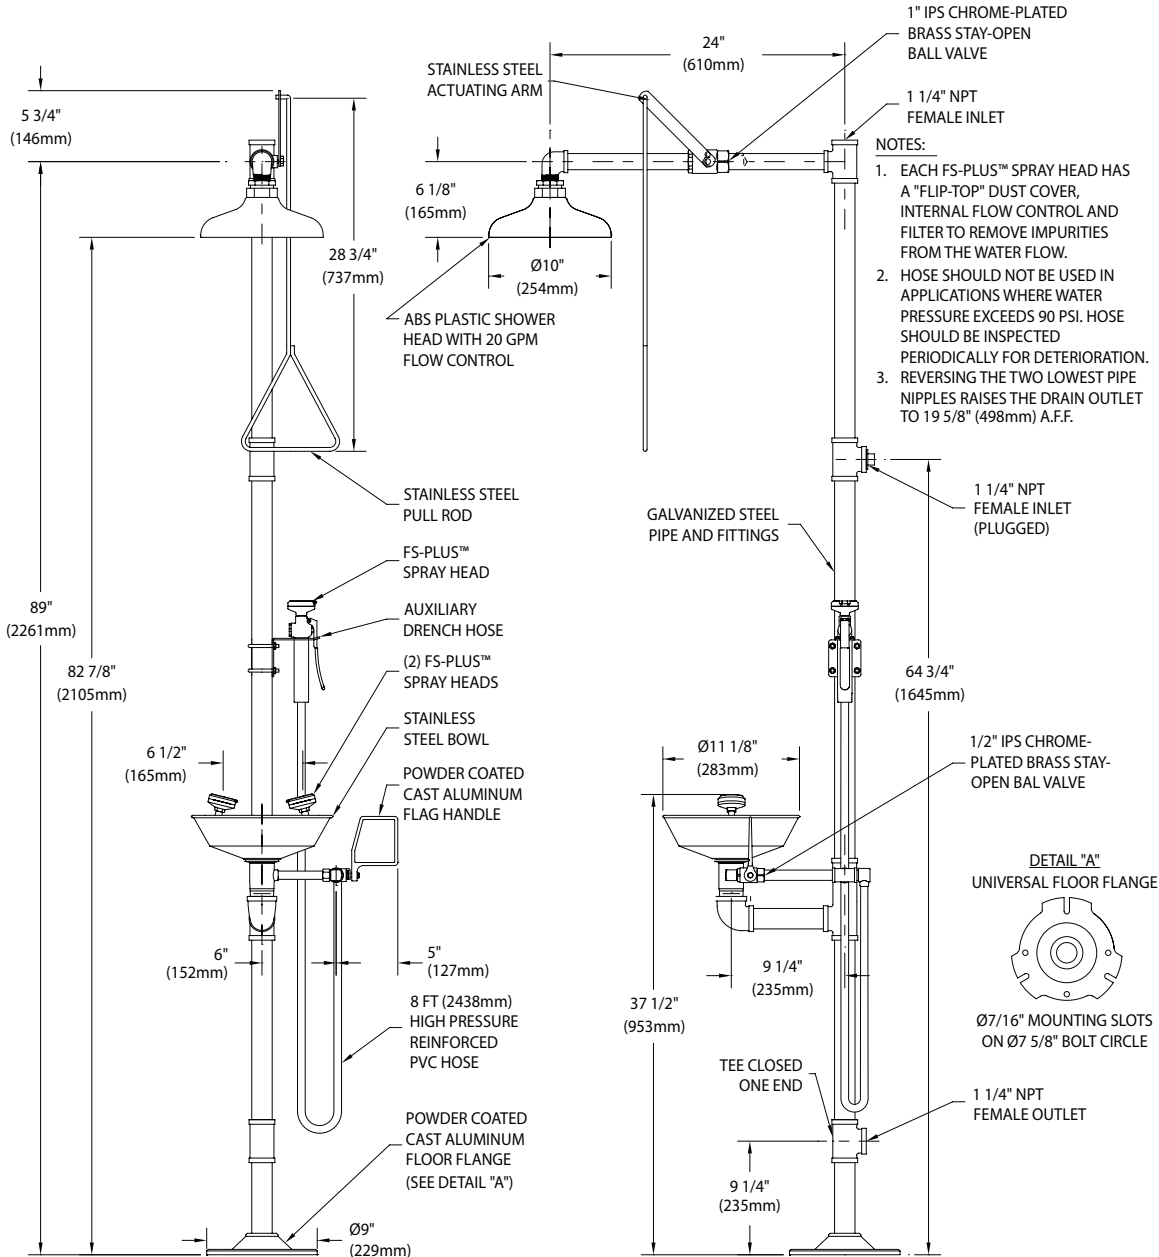 1" IPS CHROME-PLATED
BRASS STAY-OPEN
BALL VALVE
24"
(610mm)
STAINLESS STEEL
ACTUATING ARM
5 3/4"
(146mm)
1 1/4" NPT
FEMALE INLET
NOTES:
1. EACH FS-PLUS™ SPRAY HEAD HAS
A "FLIP-TOP" DUST COVER,
INTERNAL FLOW CONTROL AND
FILTER TO REMOVE IMPURITIES
FROM THE WATER FLOW.
2. HOSE SHOULD NOT BE USED IN
APPLICATIONS WHERE WATER
PRESSURE EXCEEDS 90 PSI. HOSE
SHOULD BE INSPECTED
PERIODICALLY FOR DETERIORATION.
3. REVERSING THE TWO LOWEST PIPE
NIPPLES RAISES THE DRAIN OUTLET
TO 19 5/8" (498mm) A.F.F.
6 1/8"
(165mm)
28 3/4"
(737mm)
Ø10"
(254mm)
ABS PLASTIC SHOWER
HEAD WITH 20 GPM
FLOW CONTROL
STAINLESS STEEL
PULL ROD
GALVANIZED STEEL
PIPE AND FITTINGS
1 1/4" NPT
FEMALE INLET
(PLUGGED)
FS-PLUS™
SPRAY HEAD
89"
(2261mm)
AUXILIARY
DRENCH HOSE
82 7/8"
(2105mm)
(2) FS-PLUS™
SPRAY HEADS
64 3/4"
(1645mm)
STAINLESS
STEEL BOWL
6 1/2"
(165mm)
Ø11 1/8"
(283mm)
1/2" IPS CHROME-
PLATED BRASS STAY-
OPEN BAL VALVE
POWDER COATED
CAST ALUMINUM
FLAG HANDLE
DETAIL "A"
UNIVERSAL FLOOR FLANGE
6"
(152mm)
5"
(127mm)
9 1/4"
(235mm)
37 1/2"
(953mm)
8 FT (2438mm)
HIGH PRESSURE
REINFORCED
PVC HOSE
Ø7/16" MOUNTING SLOTS
ON Ø7 5/8" BOLT CIRCLE
TEE CLOSED
ONE END
1 1/4" NPT
FEMALE OUTLET
POWDER COATED
CAST ALUMINUM
FLOOR FLANGE
(SEE DETAIL "A")
9 1/4"
(235mm)
Ø9"
(229mm)